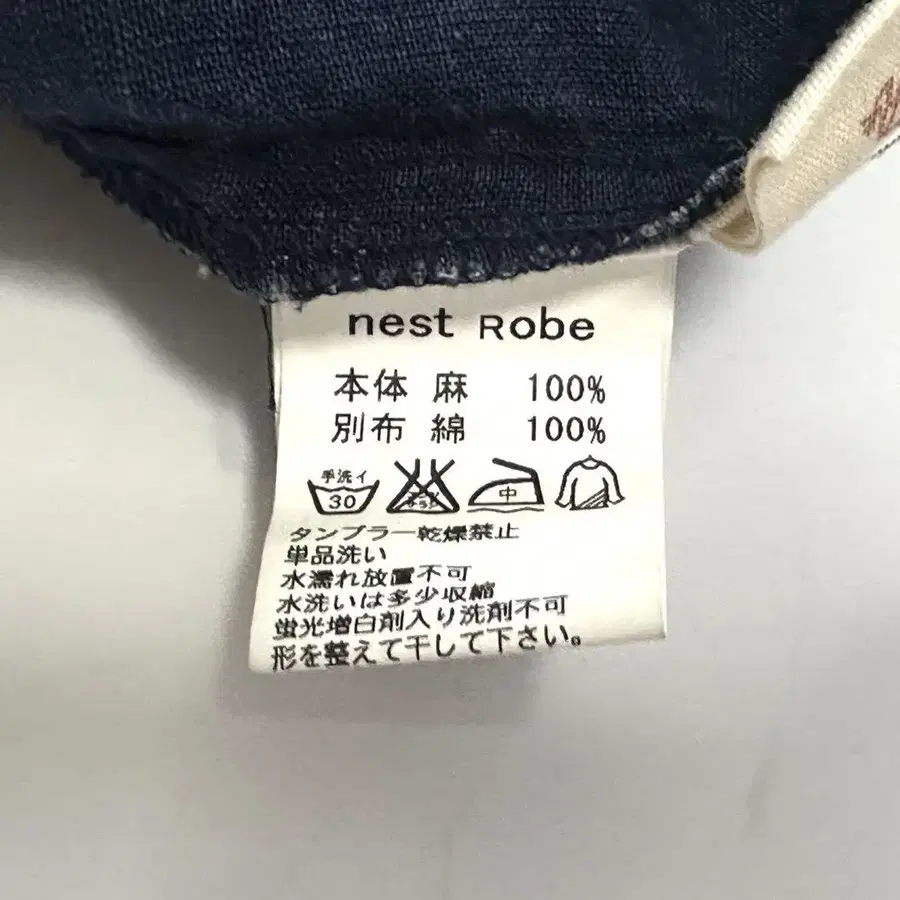 nest Robe
本体 麻 100%
別布 綿 100%
手洗イ
30
中
タンブラー乾燥禁止
単品洗い
水濡れ放置不可
水洗いは多少収縮
蛍光増白剤入り洗剤不可
形を整えて干して下さい。